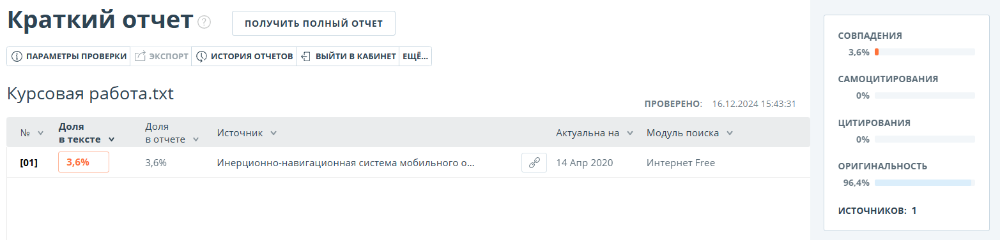 Краткий отчет ?
ПОЛУЧИТЬ ПОЛНЫЙ ОТЧЕТ
ПАРАМЕТРЫ ПРОВЕРКИ ЭКСПОРТ ИСТОРИЯ ОТЧЕТОВ ВЫЙТИ В КАБИНЕТ ЕЩЁ...
Курсовая работа.txt
ПРОВЕРЕНО: 16.12.2024 15:43:31
№ Доля в тексте Доля в отчете Источник Актуальна на Модуль поиска
[01] 3,6% 3,6% Инерционно-навигационная система мобильного о... 14 Апр 2020 Интернет Free
СОВПАДЕНИЯ
3,6%
САМОЦИТИРОВАНИЯ
0%
ЦИТИРОВАНИЯ
0%
ОРИГИНАЛЬНОСТЬ
96,4%
ИСТОЧНИКОВ: 1